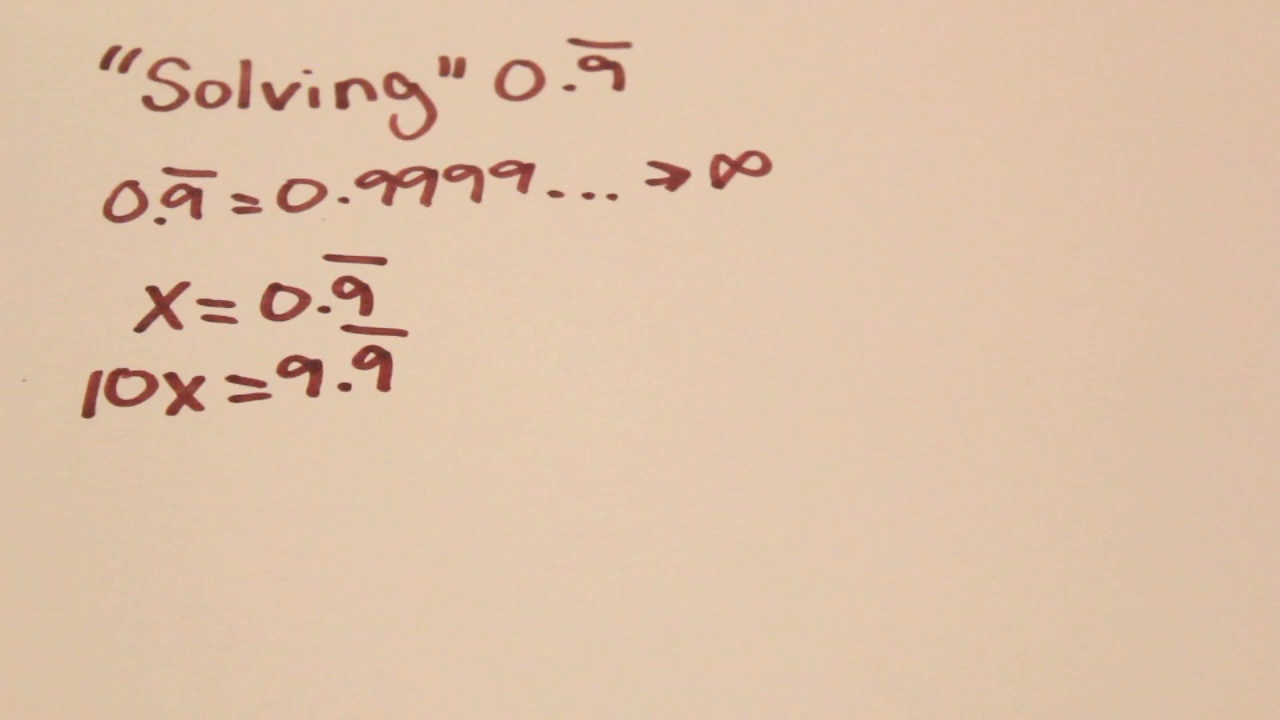 "Solving" 0.9̅
0.9̅ = 0.9999... → ∞
x = 0.9̅
10x = 9.9̅